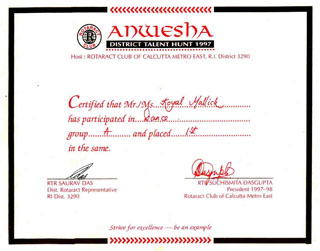 ROTARACT CLUB
ANWESHA
DISTRICT TALENT HUNT 1997
Host : ROTARACT CLUB OF CALCUTTA METRO EAST, R.I. District 3290
Certified that Mr./Ms. Koyal Mallick
has participated in Dance
group A and placed 1st
in the same.
RTR SAURAV DAS
Dist. Rotaract Representative
RI Dist. 3290
RTR SUCHISMITA DASGUPTA
President 1997-98
Rotaract Club of Calcutta Metro East
Strive for excellence — be an example